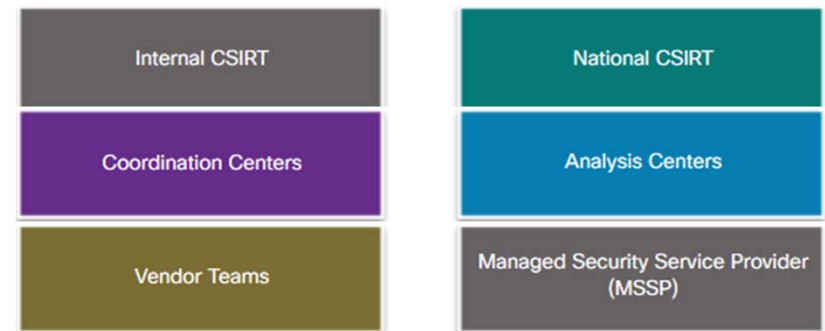 Internal CSIRT
National CSIRT
Coordination Centers
Analysis Centers
Vendor Teams
Managed Security Service Provider
(MSSP)